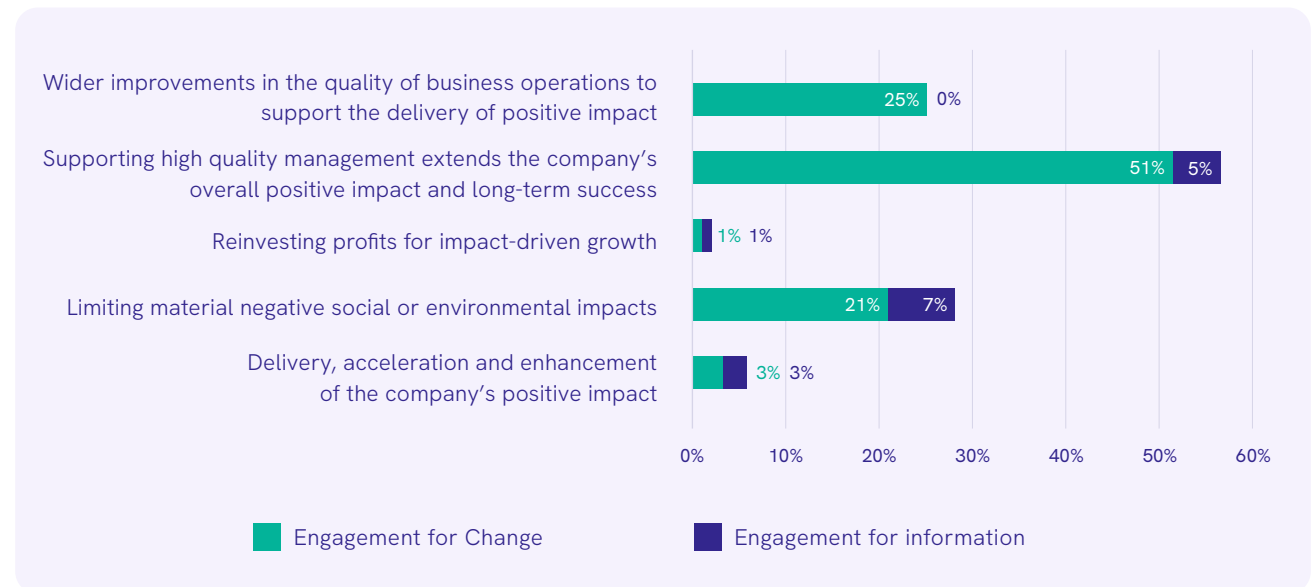 Wider improvements in the quality of business operations to
support the delivery of positive impact
25% 0%
Supporting high quality management extends the company’s
overall positive impact and long-term success
51% 5%
Reinvesting profits for impact-driven growth
1% 1%
Limiting material negative social or environmental impacts
21% 7%
Delivery, acceleration and enhancement
of the company’s positive impact
3% 3%
0% 10% 20% 30% 40% 50% 60%
Engagement for Change
Engagement for information